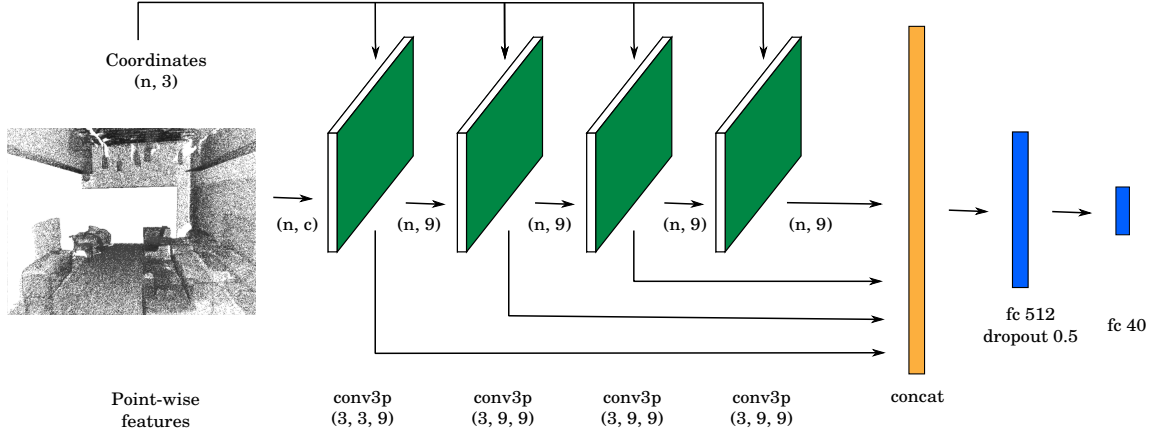 Coordinates
(n, 3)
(n, c)
(n, 9)
(n, 9)
(n, 9)
(n, 9)
fc 512
dropout 0.5
fc 40
Point-wise
features
conv3p
(3, 3, 9)
conv3p
(3, 9, 9)
conv3p
(3, 9, 9)
conv3p
(3, 9, 9)
concat